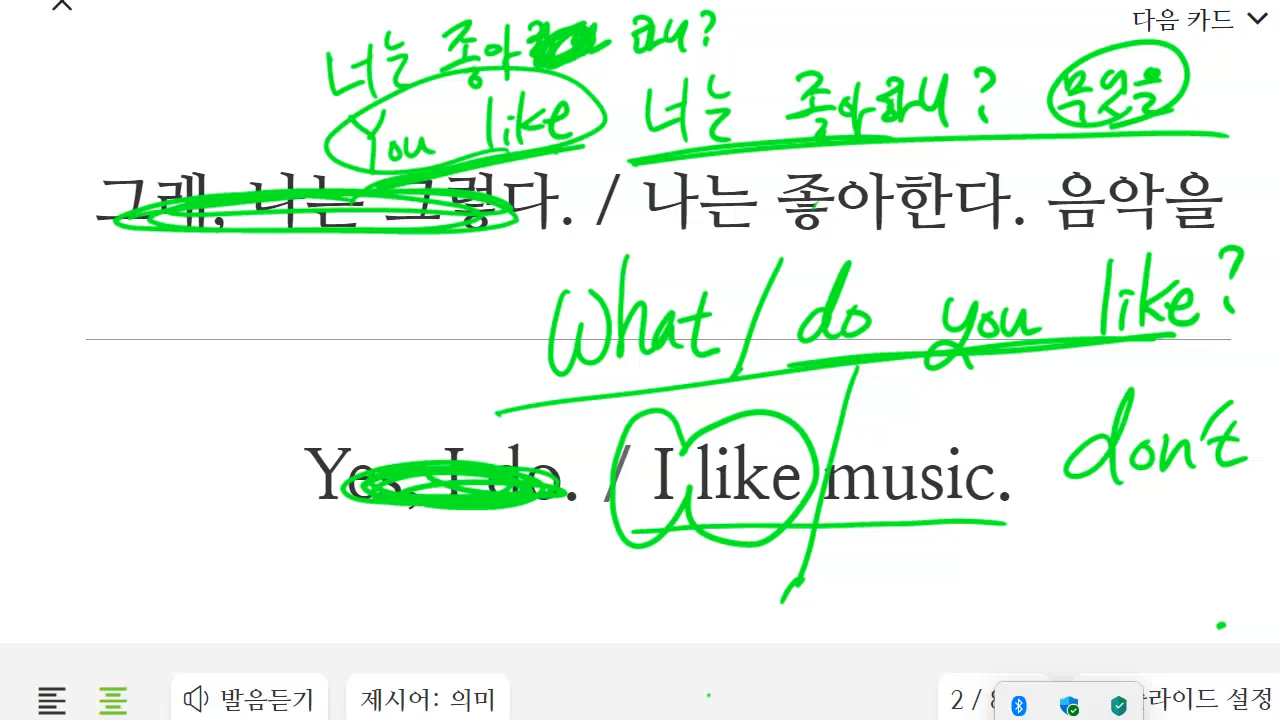 다음 카드
너는 좋아 해?
You like 너는 좋아해? 무엇을
그래, 나는 그렇다. / 나는 좋아한다. 음악을
What / do you like?
don't
Yes, I do. / I like music.
발음듣기 제시어: 의미 2 / 라이드 설정